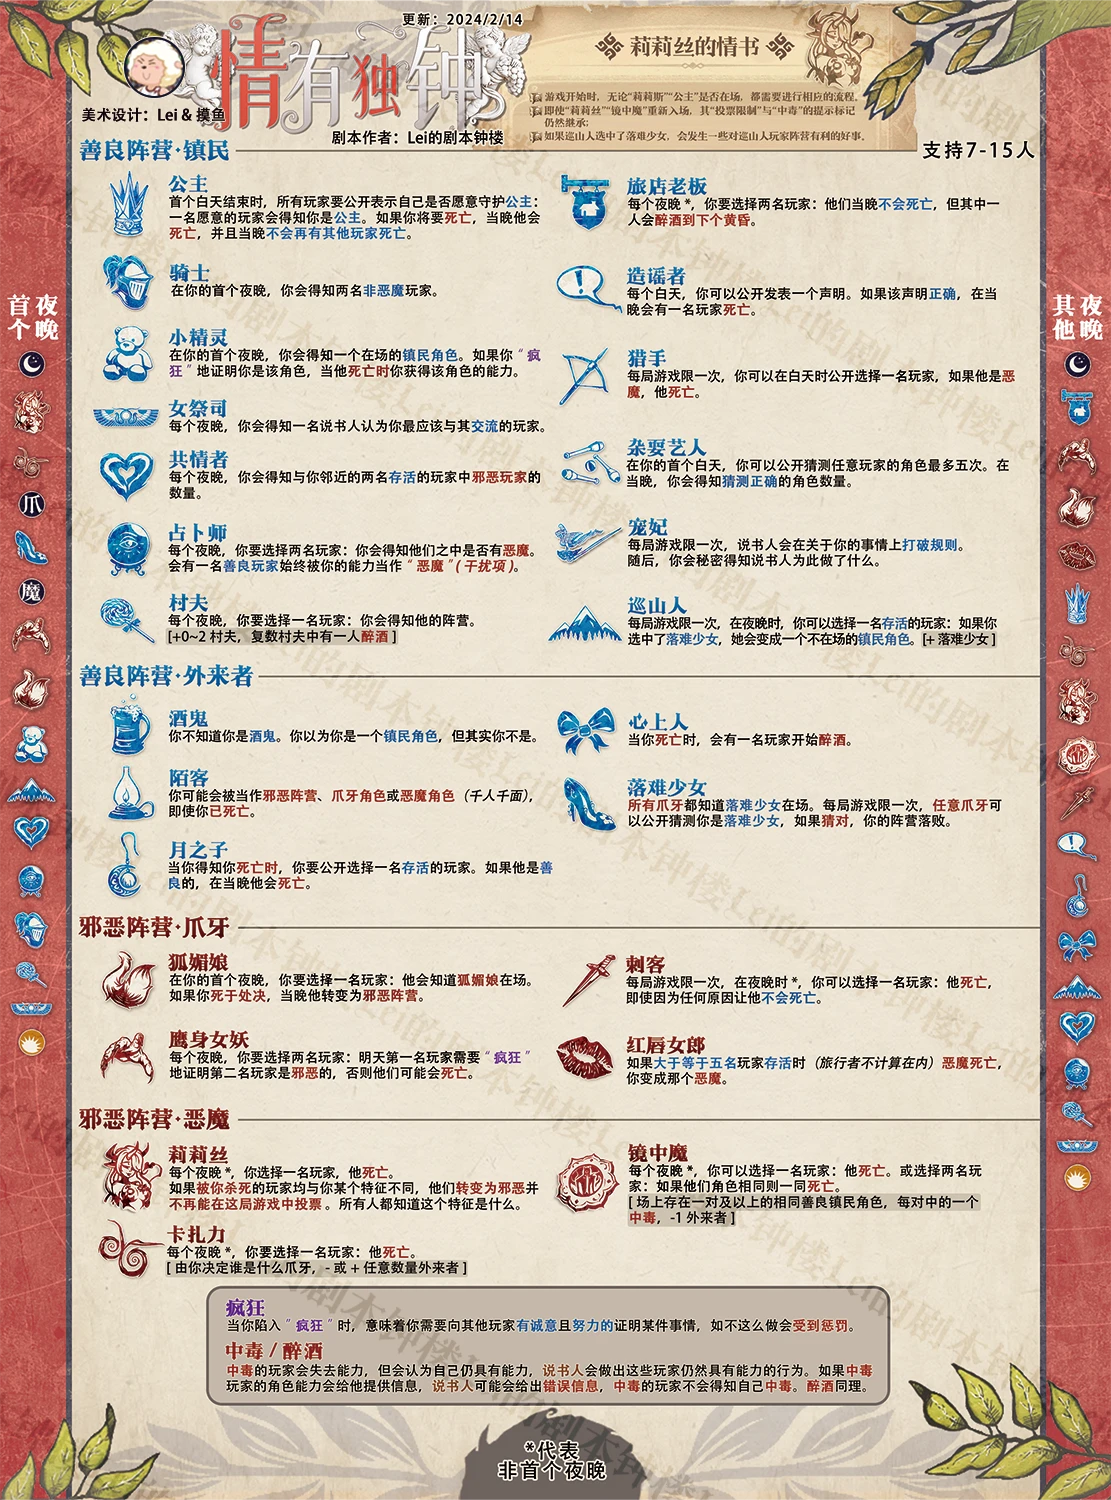 更新：2024/2/14
情有独钟
美术设计：Lei & 摸鱼
剧本作者：Lei的剧本钟楼
莉莉丝的情书
游戏开始时，无论“莉莉斯”“公主”是否在场，都需要进行相应的流程.
即使“莉莉丝”“镜中魔”重新入场，其“投票限制”与“中毒”的提示标记
仍然继承;
如果巡山人选中了落难少女，会发生一些对巡山人玩家阵营有利的好事.
支持7-15人
善良阵营·镇民
公主
首个白天结束时，所有玩家要公开表示自己是否愿意守护公主：
一名愿意的玩家会得知你是公主。如果你将要死亡，当晚他会
死亡，并且当晚不会再有其他玩家死亡。
骑士
在你的首个夜晚，你会得知两名非恶魔玩家。
小精灵
在你的首个夜晚，你会得知一个在场的镇民角色。如果你“疯
狂”地证明你是该角色，当他死亡时你获得该角色的能力。
女祭司
每个夜晚，你会得知一名说书人认为你最应该与其交流的玩家。
共情者
每个夜晚，你会得知与你邻近的两名存活的玩家中邪恶玩家的
数量。
占卜师
每个夜晚，你要选择两名玩家：你会得知他们之中是否有恶魔。
会有一名善良玩家始终被你的能力当作“恶魔”(干扰项)。
村夫
每个夜晚，你要选择一名玩家：你会得知他的阵营。
[+0~2 村夫，复数村夫中有一人醉酒 ]
旅店老板
每个夜晚 *，你要选择两名玩家：他们当晚不会死亡，但其中一
人会醉酒到下个黄昏。
造谣者
每个白天，你可以公开发表一个声明。如果该声明正确，在当
晚会有一名玩家死亡。
猎手
每局游戏限一次，你可以在白天时公开选择一名玩家，如果他是恶
魔，他死亡。
杂耍艺人
在你的首个白天，你可以公开猜测任意玩家的角色最多五次。在
当晚，你会得知猜测正确的角色数量。
宠妃
每局游戏限一次，说书人会在关于你的事情上打破规则。
随后，你会秘密得知说书人为此做了什么。
巡山人
每局游戏限一次，在夜晚时，你可以选择一名存活的玩家：如果你
选中了落难少女，她会变成一个不在场的镇民角色。[+ 落难少女 ]
善良阵营·外来者
酒鬼
你不知道你是酒鬼。你以为你是一个镇民角色，但其实你不是。
陌客
你可能会被当作邪恶阵营、爪牙角色或恶魔角色（千人千面），
即使你已死亡。
月之子
当你得知你死亡时，你要公开选择一名存活的玩家。如果他是善
良的，在当晚他会死亡。
心上人
当你死亡时，会有一名玩家开始醉酒。
落难少女
所有爪牙都知道落难少女在场。每局游戏限一次，任意爪牙可
以公开猜测你是落难少女，如果猜对，你的阵营落败。
邪恶阵营·爪牙
狐媚娘
在你的首个夜晚，你要选择一名玩家：他会知道狐媚娘在场。
如果你死于处决，当晚他转变为邪恶阵营。
鹰身女妖
每个夜晚，你要选择两名玩家：明天第一名玩家需要“疯狂”
地证明第二名玩家是邪恶的，否则他们可能会死亡。
刺客
每局游戏限一次，在夜晚时 *，你可以选择一名玩家：他死亡，
即使因为任何原因让他不会死亡。
红唇女郎
如果大于等于五名玩家存活时（旅行者不计算在内）恶魔死亡，
你变成那个恶魔。
邪恶阵营·恶魔
莉莉丝
每个夜晚 *，你选择一名玩家，他死亡。
如果被你杀死的玩家均与你某个特征不同，他们转变为邪恶并
不再能在这局游戏中投票 。所有人都知道这个特征是什么。
卡扎力
每个夜晚 *，你要选择一名玩家：他死亡。
[ 由你决定谁是什么爪牙，- 或 + 任意数量外来者 ]
镜中魔
每个夜晚 *，你可以选择一名玩家：他死亡。或选择两名玩
家：如果他们角色相同则一同死亡。
[ 场上存在一对及以上的相同善良镇民角色，每对中的一个
中毒，-1 外来者 ]
疯狂
当你陷入“疯狂”时，意味着你需要向其他玩家有诚意且努力的证明某件事情，如不这么做会受到惩罚。
中毒 / 醉酒
中毒的玩家会失去能力，但会认为自己仍具有能力，说书人会做出这些玩家仍然具有能力的行为。如果中毒
玩家的角色能力会给他提供信息，说书人可能会给出错误信息，中毒的玩家不会得知自己中毒。醉酒同理。
*代表
非首个夜晚
首个
夜晚
爪
魔
其他
夜晚